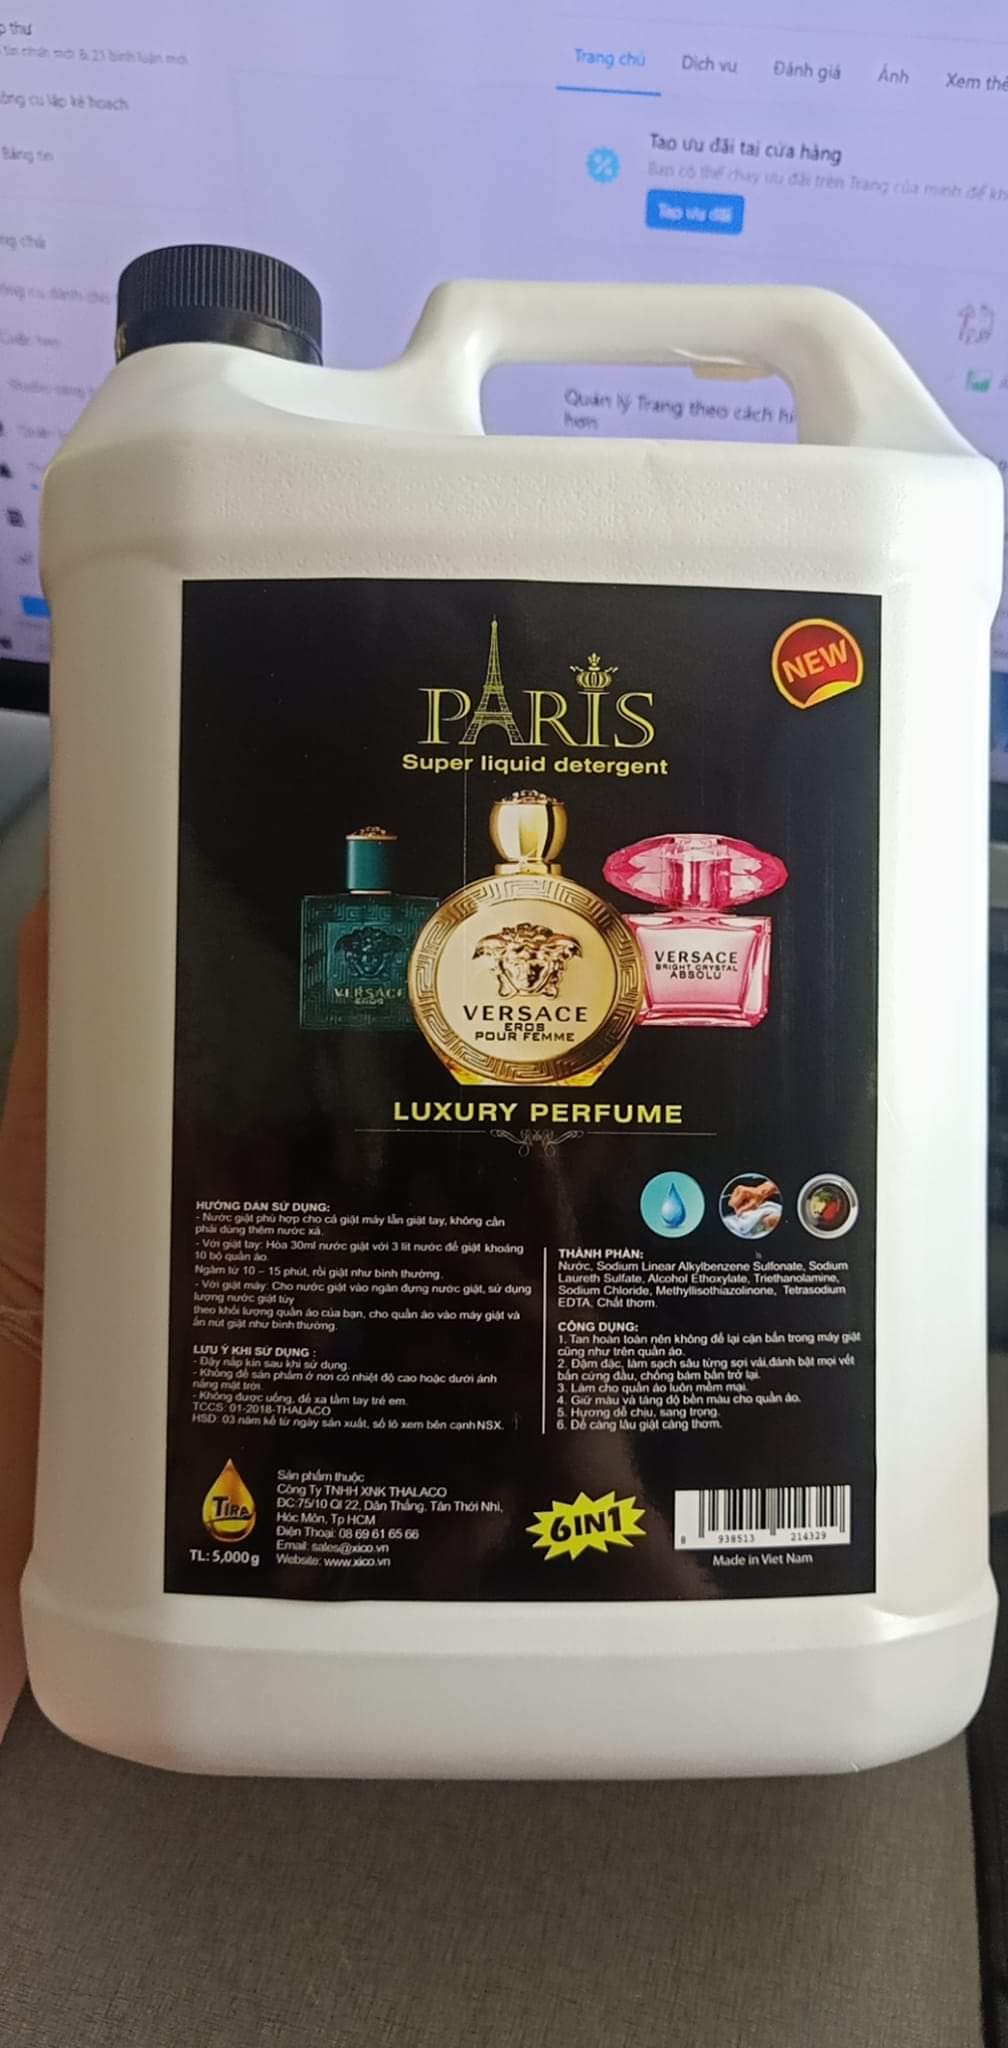 Trang chủ
Dịch vụ
Đánh giá
Ảnh
Tạo ưu đãi tại cửa hàng
Tạo ưu đãi
Quản lý Trang theo cách
hơn
Bảng tin
NEW
PARIS
Super liquid detergent
VERSACE
EROS
VERSACE
EROS
POUR FEMME
VERSACE
BRIGHT CRYSTAL
ABSOLU
LUXURY PERFUME
HƯỚNG DẪN SỬ DỤNG:
- Nước giặt phù hợp cho cả giặt máy lẫn giặt tay, không cần
phải dùng thêm nước xả.
- Với giặt tay: Hòa 30ml nước giặt với 3 lít nước để giặt khoảng
10 bộ quần áo.
Ngâm từ 10 – 15 phút, rồi giặt như bình thường.
- Với giặt máy: Cho nước giặt vào ngăn đựng nước giặt, sử dụng
lượng nước giặt tùy
theo khối lượng quần áo của bạn, cho quần áo vào máy giặt và
ấn nút giặt như bình thường.
LƯU Ý KHI SỬ DỤNG :
- Đậy nắp kín sau khi sử dụng.
- Không để sản phẩm ở nơi có nhiệt độ cao hoặc dưới ánh
nắng mặt trời.
- Không được uống, để xa tầm tay trẻ em.
TCCS: 01-2018-THALACO
HSD: 03 năm kể từ ngày sản xuất, số lô xem bên cạnh NSX.
THÀNH PHẦN:
Nước, Sodium Linear Alkylbenzene Sulfonate, Sodium
Laureth Sulfate, Alcohol Ethoxylate, Triethanolamine,
Sodium Chloride, Methyllisothiazolinone, Tetrasodium
EDTA, Chất thơm.
CÔNG DỤNG:
1. Tan hoàn toàn nên không để lại cặn bẩn trong máy giặt
cũng như trên quần áo.
2. Đậm đặc, làm sạch sâu từng sợi vải,đánh bật mọi vết
bẩn cứng đầu, chống bám bẩn trở lại.
3. Làm cho quần áo luôn mềm mại.
4. Giữ màu và tăng độ bền màu cho quần áo.
5. Hương dễ chịu, sang trọng.
6. Để càng lâu giặt càng thơm.
TIRA
TL: 5,000g
Sản phẩm thuộc
Công Ty TNHH XNK THALACO
ĐC:75/10 Ql 22, Dân Thắng, Tân Thới Nhì,
Hóc Môn, Tp HCM
Điện Thoại: 08 69 61 65 66
Email: sales@xico.vn
Website: www.xico.vn
6IN1
8 938513 214329
Made in Viet Nam